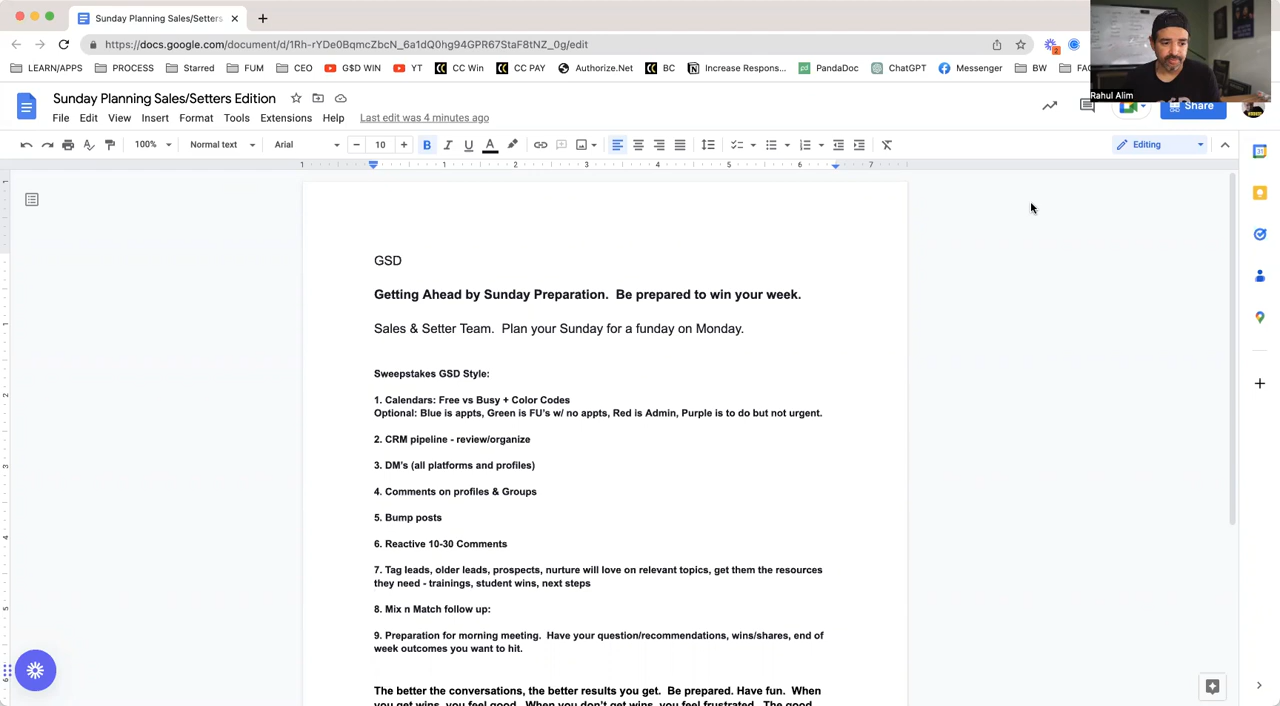 Sunday Planning Sales/Setters
https://docs.google.com/document/d/1Rh-rYDe0BqmcZbcN_6a1dQ0hg94GPR67StaF8tNZ_0g/edit
LEARN/APPS PROCESS Starred FUM CEO G$D WIN YT CC Win CC PAY Authorize.Net BC Increase Respons... PandaDoc ChatGPT Messenger BW FAC
Rahul Alim
Sunday Planning Sales/Setters Edition
File Edit View Insert Format Tools Extensions Help Last edit was 4 minutes ago
Share
100% Normal text Arial 10 Editing
GSD
Getting Ahead by Sunday Preparation. Be prepared to win your week.
Sales & Setter Team. Plan your Sunday for a funday on Monday.
Sweepstakes GSD Style:
1. Calendars: Free vs Busy + Color Codes
Optional: Blue is appts, Green is FU's w/ no appts, Red is Admin, Purple is to do but not urgent.
2. CRM pipeline - review/organize
3. DM's (all platforms and profiles)
4. Comments on profiles & Groups
5. Bump posts
6. Reactive 10-30 Comments
7. Tag leads, older leads, prospects, nurture will love on relevant topics, get them the resources
they need - trainings, student wins, next steps
8. Mix n Match follow up:
9. Preparation for morning meeting. Have your question/recommendations, wins/shares, end of
week outcomes you want to hit.
The better the conversations, the better results you get. Be prepared. Have fun. When
you get wins, you feel good. When you don't get wins, you feel frustrated. The good